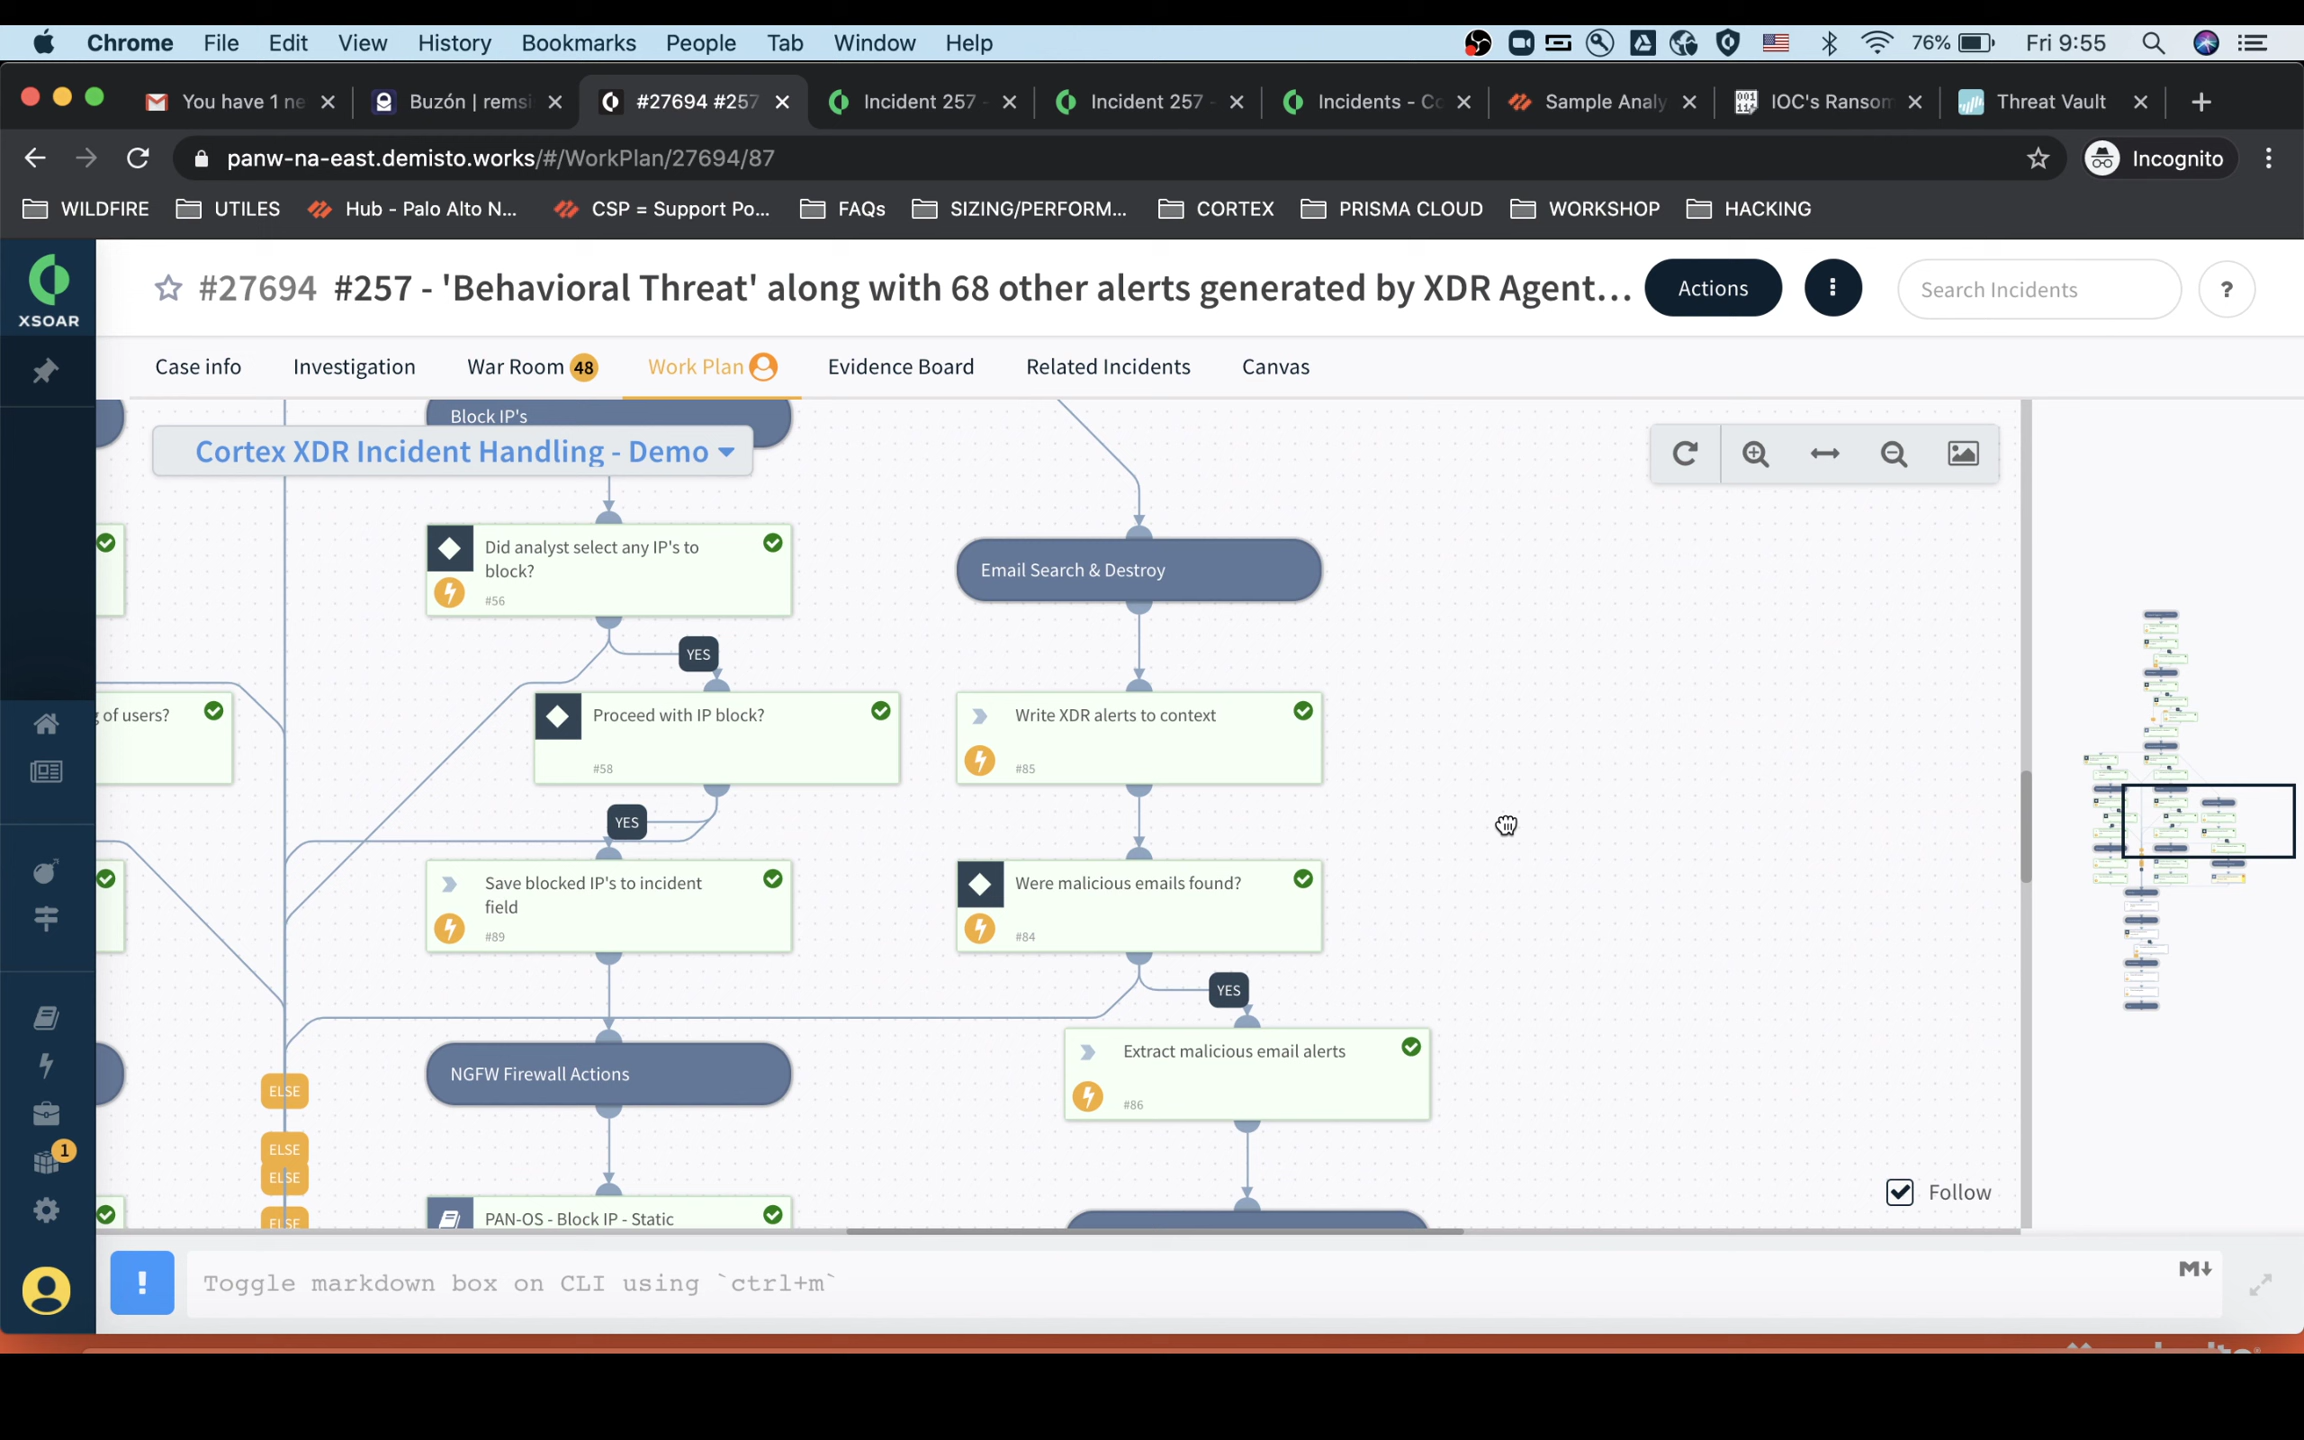 Chrome File Edit View History Bookmarks People Tab Window Help 76% Fri 9:55
You have 1 ne Buzón | remsi #27694 #257 Incident 257 - Incident 257 - Incidents - Co Sample Analy IOC's Ransom Threat Vault
panw-na-east.demisto.works/#/WorkPlan/27694/87 Incognito
WILDFIRE UTILES Hub - Palo Alto N... CSP = Support Po... FAQs SIZING/PERFORM... CORTEX PRISMA CLOUD WORKSHOP HACKING
XSOAR
#27694 #257 - 'Behavioral Threat' along with 68 other alerts generated by XDR Agent... Actions Search Incidents ?
Case info Investigation War Room 48 Work Plan Evidence Board Related Incidents Canvas
Block IP's
Cortex XDR Incident Handling - Demo
Did analyst select any IP's to
block?
#56
Email Search & Destroy
YES
of users?
Proceed with IP block?
#58
Write XDR alerts to context
#85
YES
Save blocked IP's to incident
field
#89
Were malicious emails found?
#84
YES
NGFW Firewall Actions
Extract malicious email alerts
#86
ELSE
ELSE
ELSE
ELSE
PAN-OS - Block IP - Static
Follow
1
! Toggle markdown box on CLI using `ctrl+m`
M